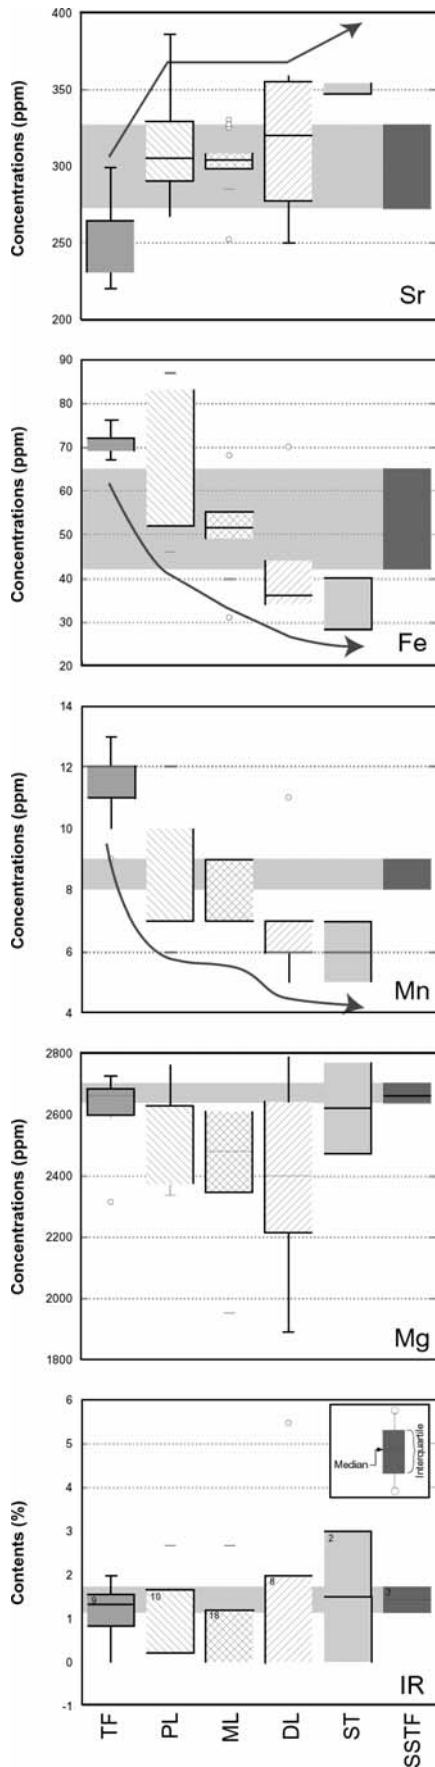 400
350
300
250
200
Concentrations (ppm)
Sr
90
80
70
60
50
40
30
20
Concentrations (ppm)
Fe
14
12
10
8
6
4
Concentrations (ppm)
Mn
2800
2600
2400
2200
2000
1800
Concentrations (ppm)
Mg
6
5
4
3
2
1
0
-1
Contents (%)
Median
Interquartile
9
10
18
8
2
3
IR
TF
PL
ML
DL
ST
SSTF